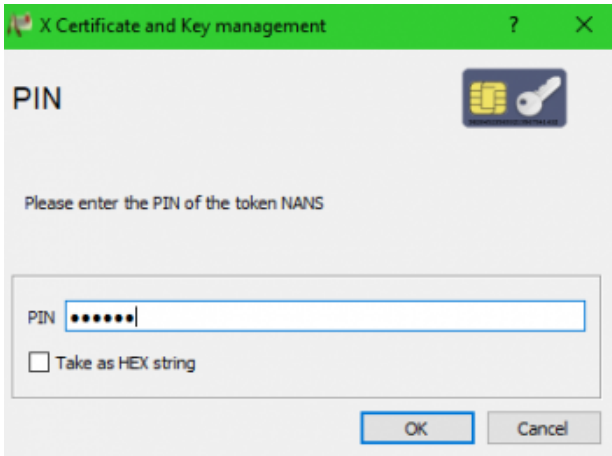 X Certificate and Key management
PIN
Please enter the PIN of the token NANS
PIN ••••••
Take as HEX string
OK Cancel